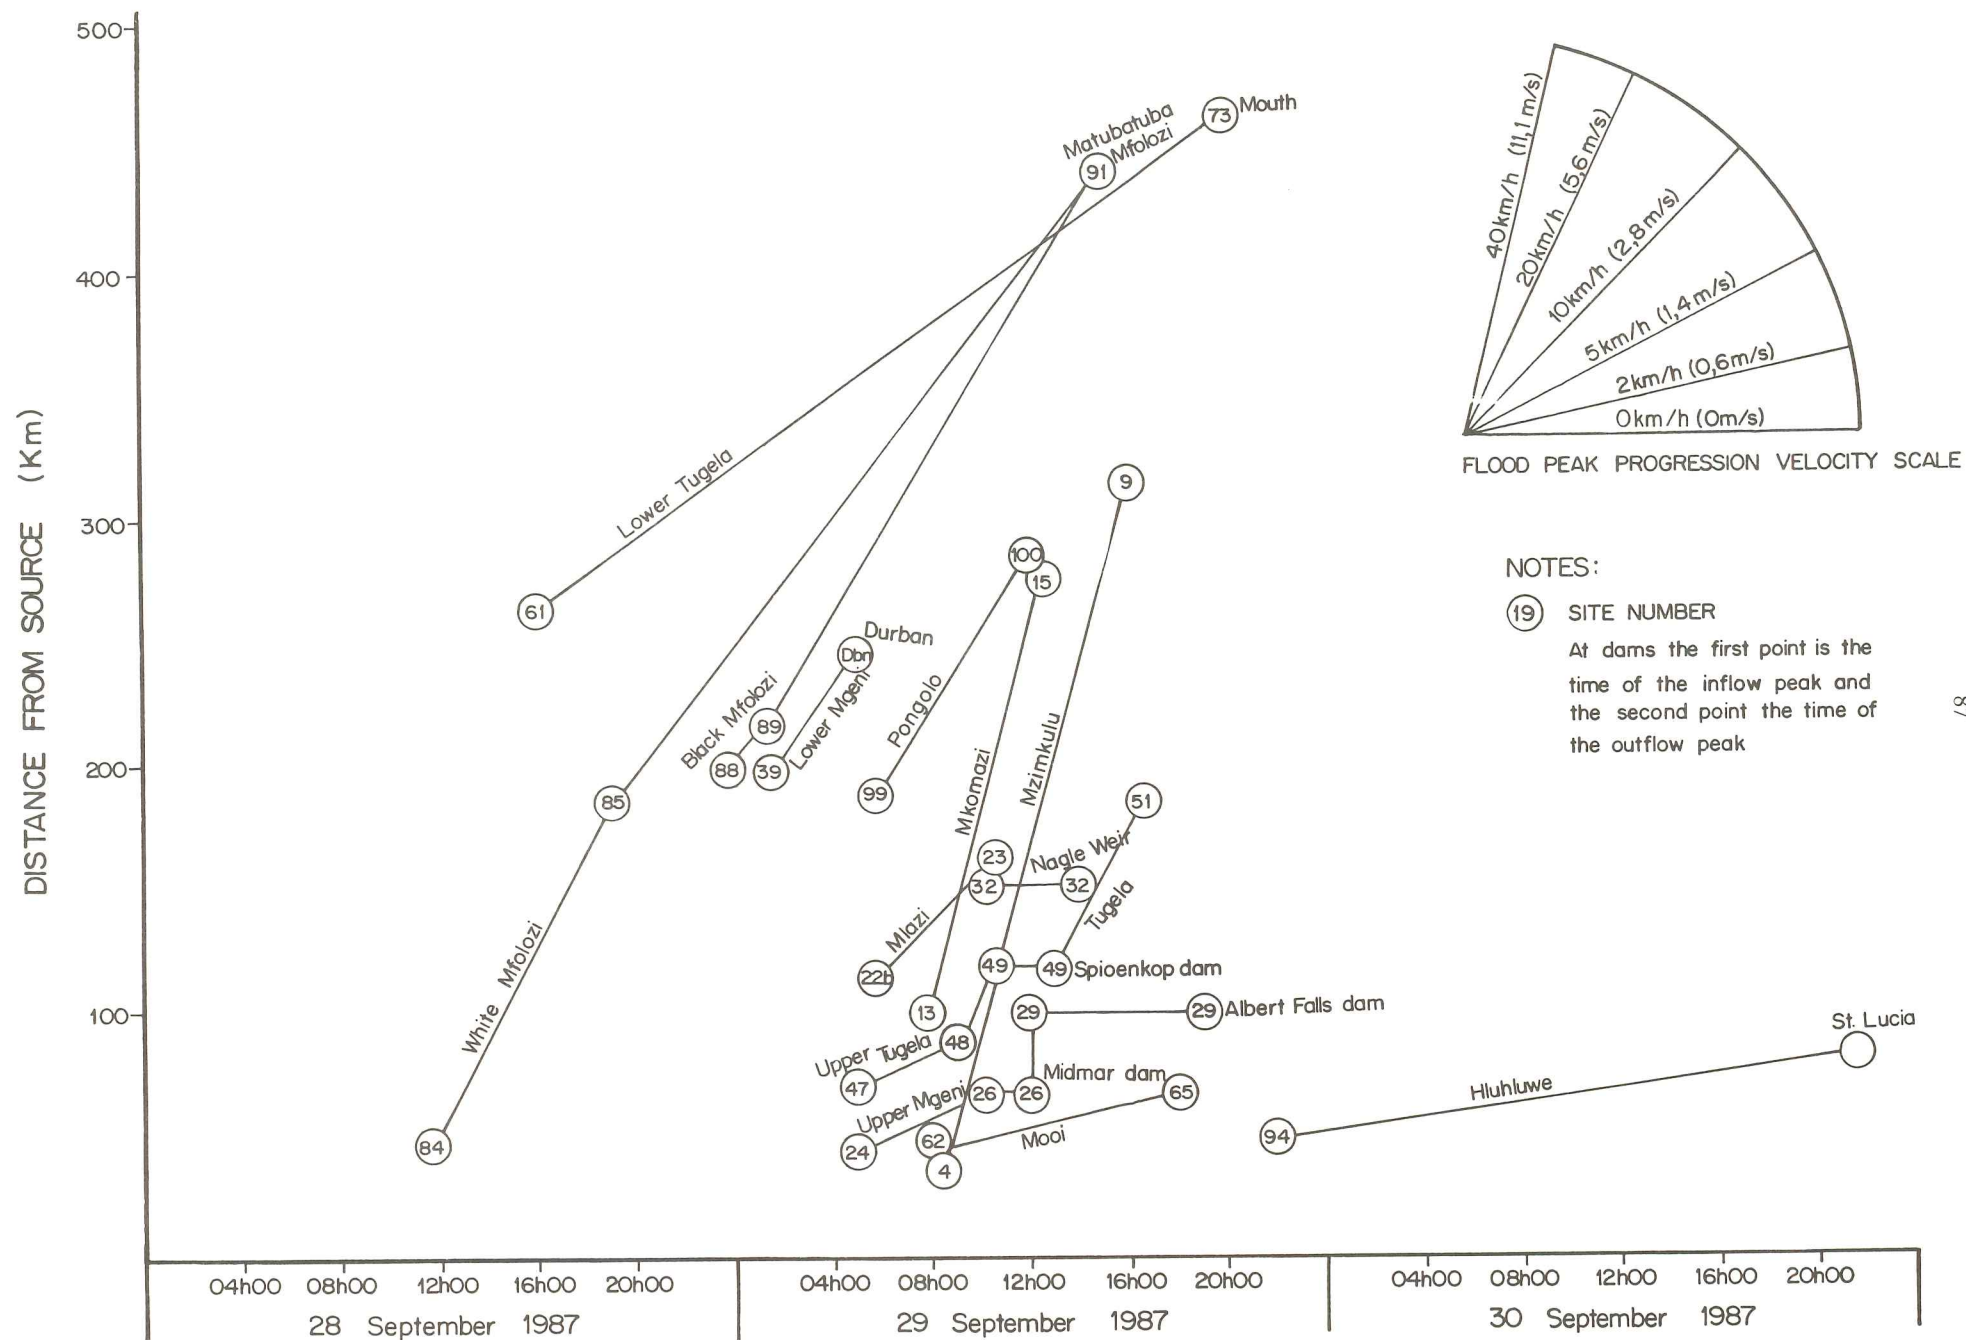 500
400
300
200
100
DISTANCE FROM SOURCE (Km)
73 Mouth
Matubatuba
Mfolozi
91
Lower Tugela
61
9
100
15
Durban
Dbn
Lower Mgeni
Black Mfolozi
89
88
39
Pongolo
99
Mkomazi
Mzimkulu
85
51
23
Nagle Weir
32
32
Tugela
Mlazi
22b
White Mfolozi
49
49 Spioenkop dam
13
29
29 Albert Falls dam
48
Upper Tugela
47
Midmar dam
Upper Mgeni
26
26
65
24
62
4
Mooi
84
94
Hluhluwe
St. Lucia
40km/h (11,1 m/s)
20km/h (5,6 m/s)
10km/h (2,8m/s)
5km/h (1,4m/s)
2km/h (0,6m/s)
0km/h (0m/s)
FLOOD PEAK PROGRESSION VELOCITY SCALE
NOTES:
19 SITE NUMBER
At dams the first point is the
time of the inflow peak and
the second point the time of
the outflow peak
04h00 08h00 12h00 16h00 20h00 04h00 08h00 12h00 16h00 20h00 04h00 08h00 12h00 16h00 20h00
28 September 1987 29 September 1987 30 September 1987